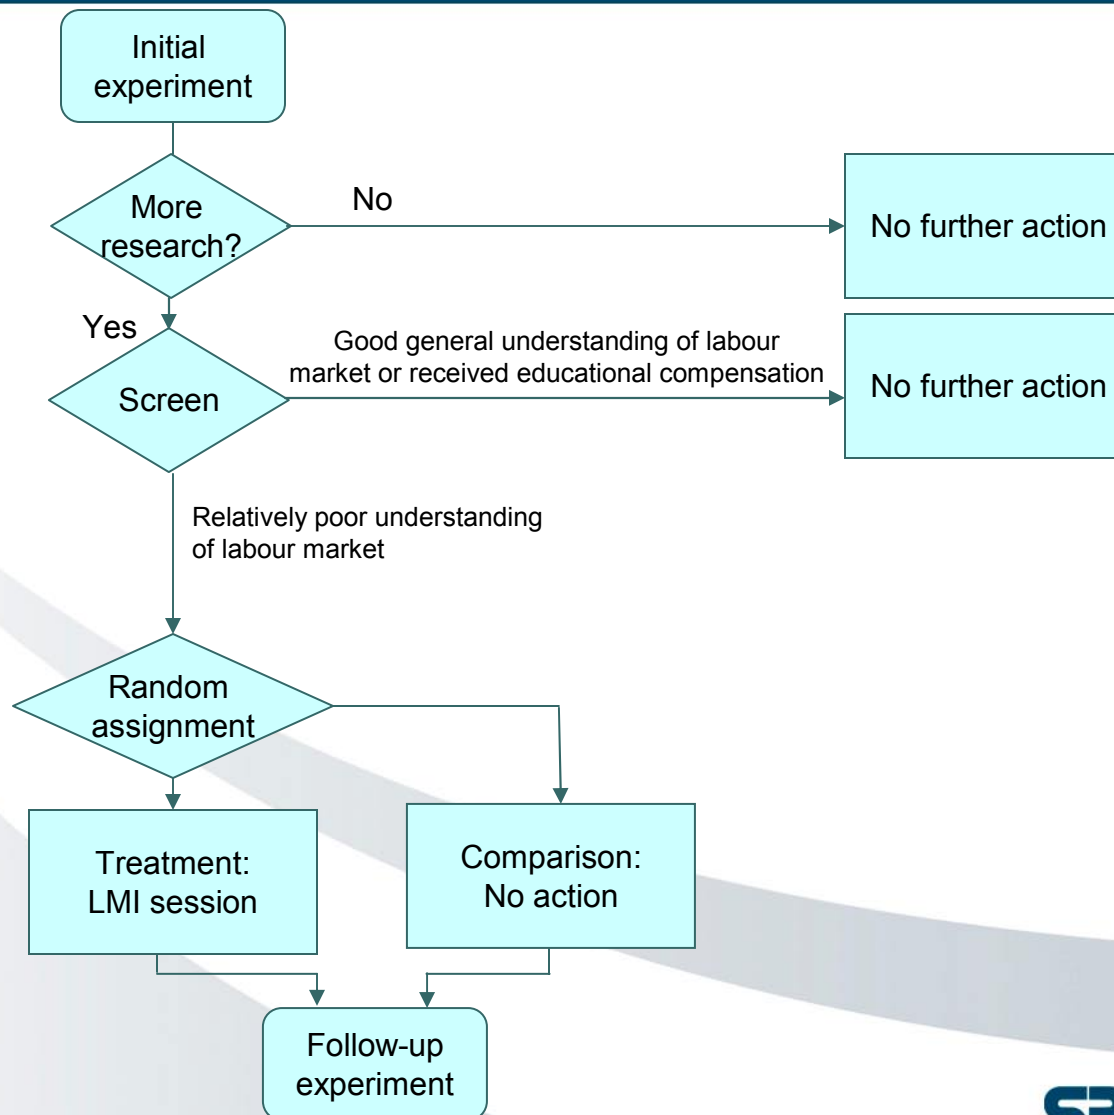 Initial
experiment
More
research?
No
No further action
Yes
Screen
Good general understanding of labour
market or received educational compensation
No further action
Relatively poor understanding
of labour market
Random
assignment
Treatment:
LMI session
Comparison:
No action
Follow-up
experiment